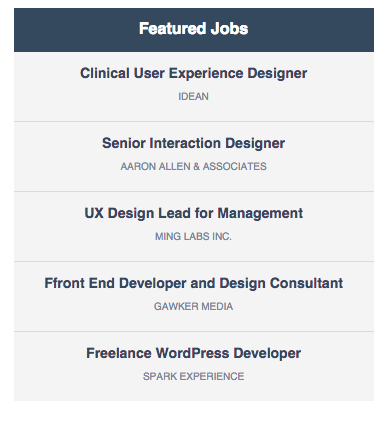 Featured Jobs
Clinical User Experience Designer
IDEAN
Senior Interaction Designer
AARON ALLEN & ASSOCIATES
UX Design Lead for Management
MING LABS INC.
Ffront End Developer and Design Consultant
GAWKER MEDIA
Freelance WordPress Developer
SPARK EXPERIENCE